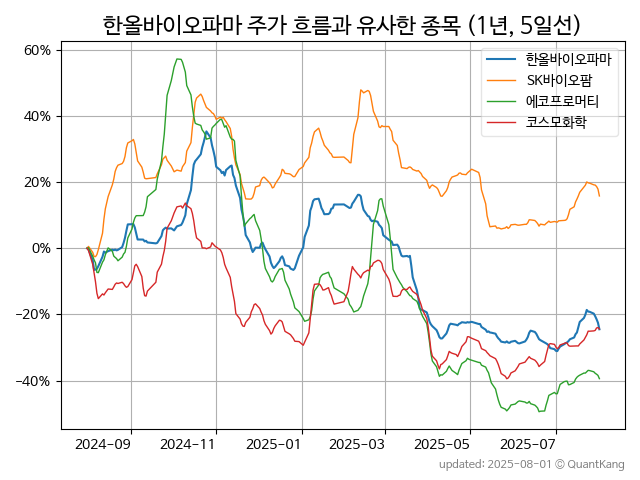 한올바이오파마 주가 흐름과 유사한 종목 (1년, 5일선)
60%
40%
20%
0%
−20%
−40%
한올바이오파마
SK바이오팜
에코프로머티
코스모화학
2024-09
2024-11
2025-01
2025-03
2025-05
2025-07
updated: 2025-08-01 © QuantKang